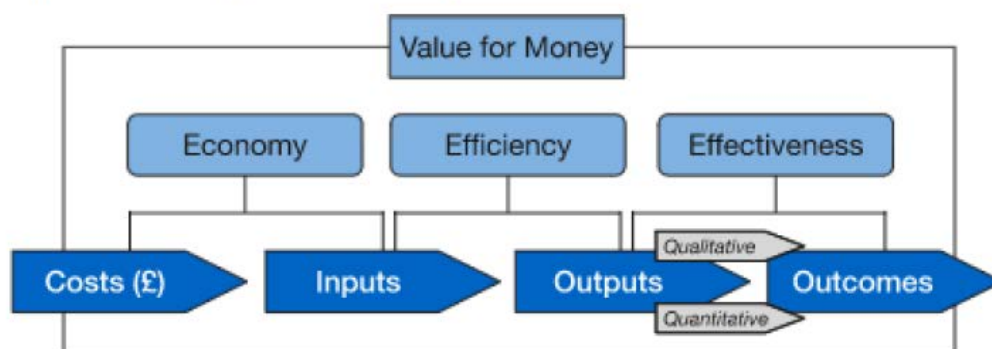 Value for Money
Economy
Efficiency
Effectiveness
Costs (£)
Inputs
Outputs
Qualitative
Quantitative
Outcomes